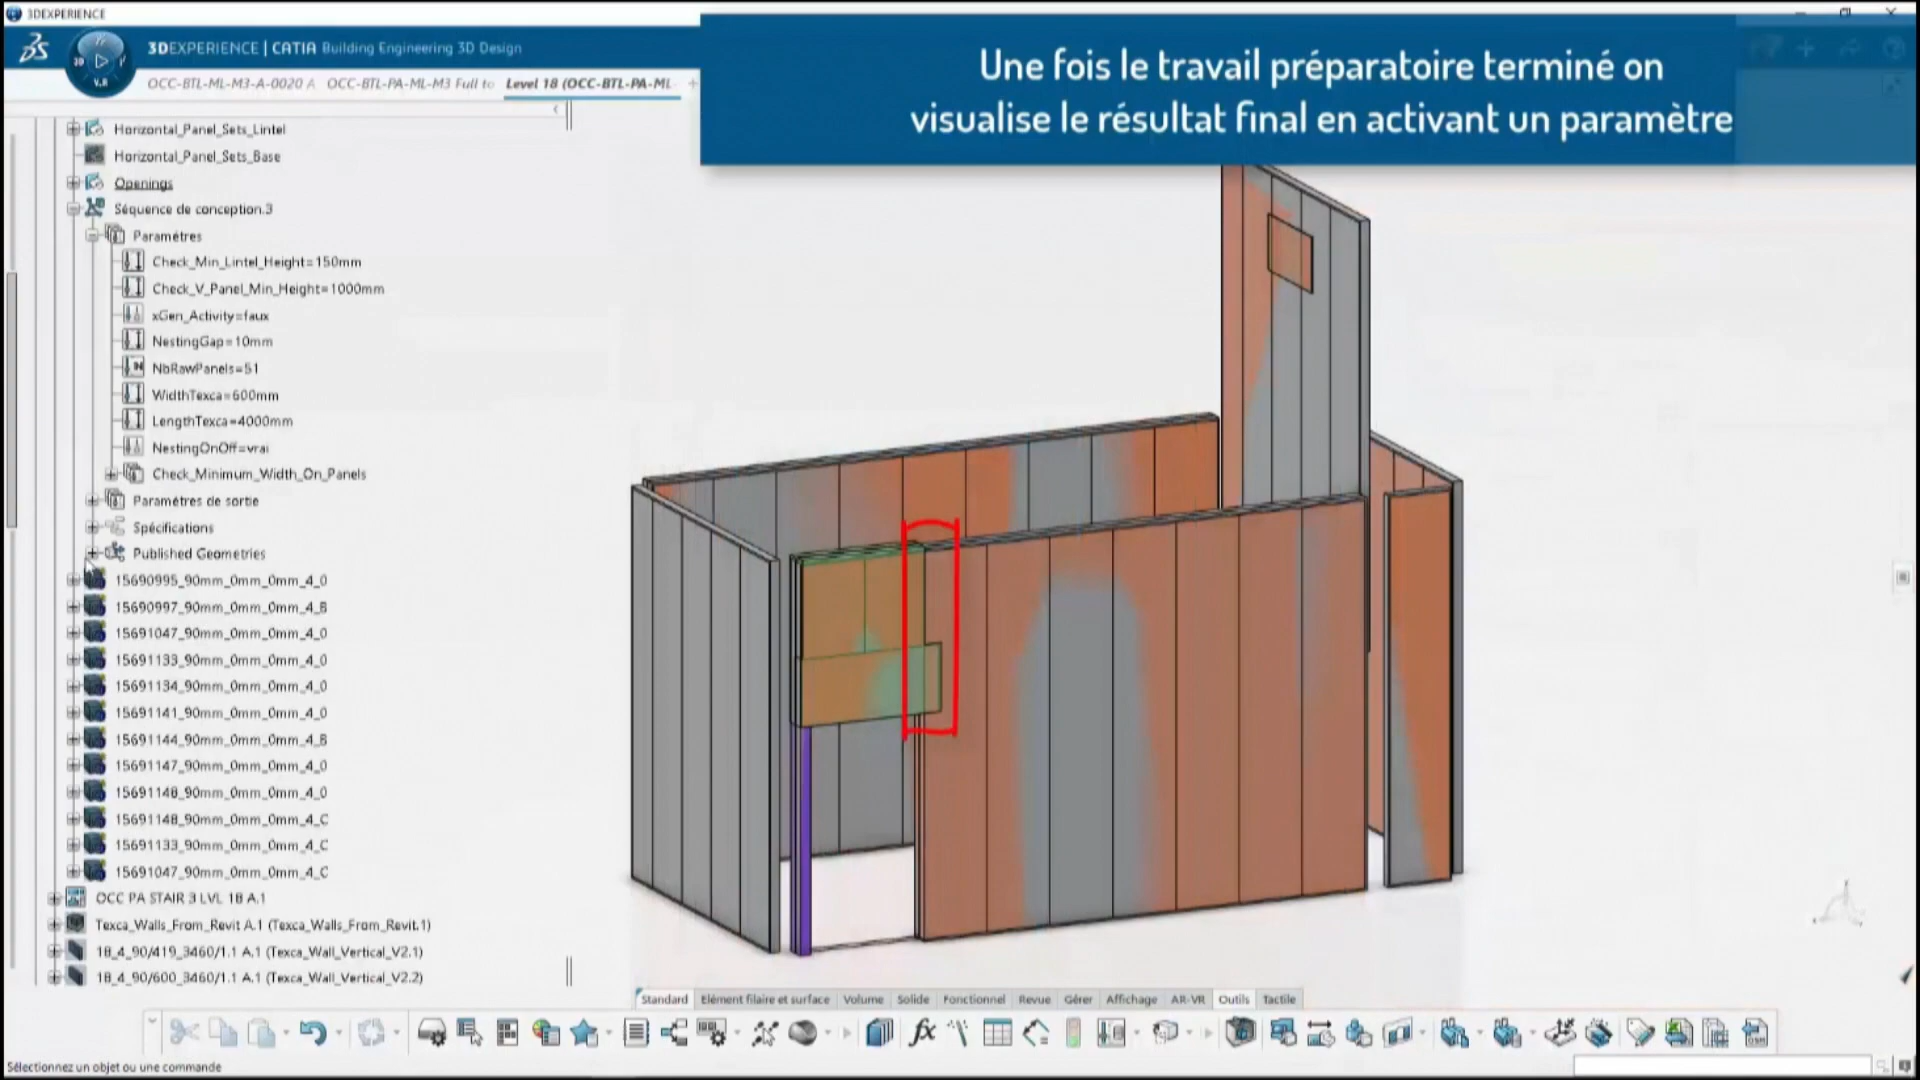 3DEXPERIENCE
3DEXPERIENCE | CATIA Building Engineering 3D Design
OCC-BTL-ML-M3-A-0020 A
OCC-BTL-PA-ML-M3 Full to
Level 18 (OCC-BTL-PA-ML
3D
V.R
Une fois le travail préparatoire terminé on
visualise le résultat final en activant un paramètre
Horizontal_Panel_Sets_Lintel
Horizontal_Panel_Sets_Base
Openings
Séquence de conception.3
Paramètres
Check_Min_Lintel_Height=150mm
Check_V_Panel_Min_Height=1000mm
xGen_Activity=faux
NestingGap=10mm
NbRawPanels=51
WidthTexca=600mm
LengthTexca=4000mm
NestingOnOff=vrai
Check_Minimum_Width_On_Panels
Paramètres de sortie
Spécifications
Published Geometries
15690995_90mm_0mm_0mm_4_0
15690997_90mm_0mm_0mm_4_B
15691047_90mm_0mm_0mm_4_0
15691133_90mm_0mm_0mm_4_0
15691134_90mm_0mm_0mm_4_0
15691141_90mm_0mm_0mm_4_0
15691144_90mm_0mm_0mm_4_B
15691147_90mm_0mm_0mm_4_0
15691148_90mm_0mm_0mm_4_0
15691148_90mm_0mm_0mm_4_C
15691133_90mm_0mm_0mm_4_C
15691047_90mm_0mm_0mm_4_C
OCC PA STAIR 3 LVL 18 A.1
Texca_Walls_From_Revit A.1 (Texca_Walls_From_Revit.1)
18_4_90/419_3460/1.1 A.1 (Texca_Wall_Vertical_V2.1)
18_4_90/600_3460/1.1 A.1 (Texca_Wall_Vertical_V2.2)
Standard Elément filaire et surface Volume Solide Fonctionnel Revue Gérer Affichage AR-VR Outils Tactile
fx
Sélectionnez un objet ou une commande